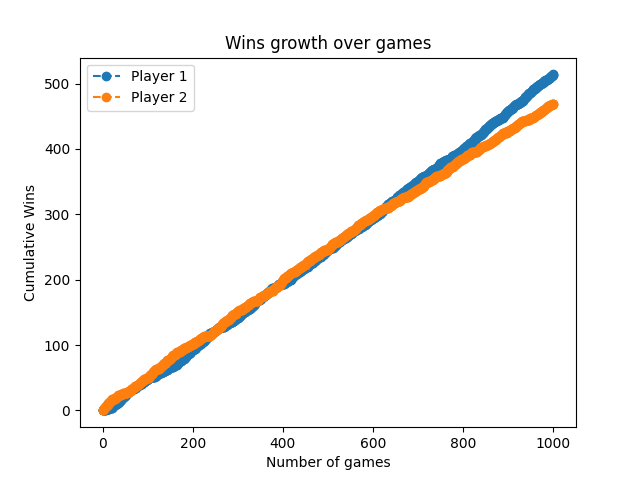 Wins growth over games
Player 1
Player 2
Cumulative Wins
500
400
300
200
100
0
0 200 400 600 800 1000
Number of games